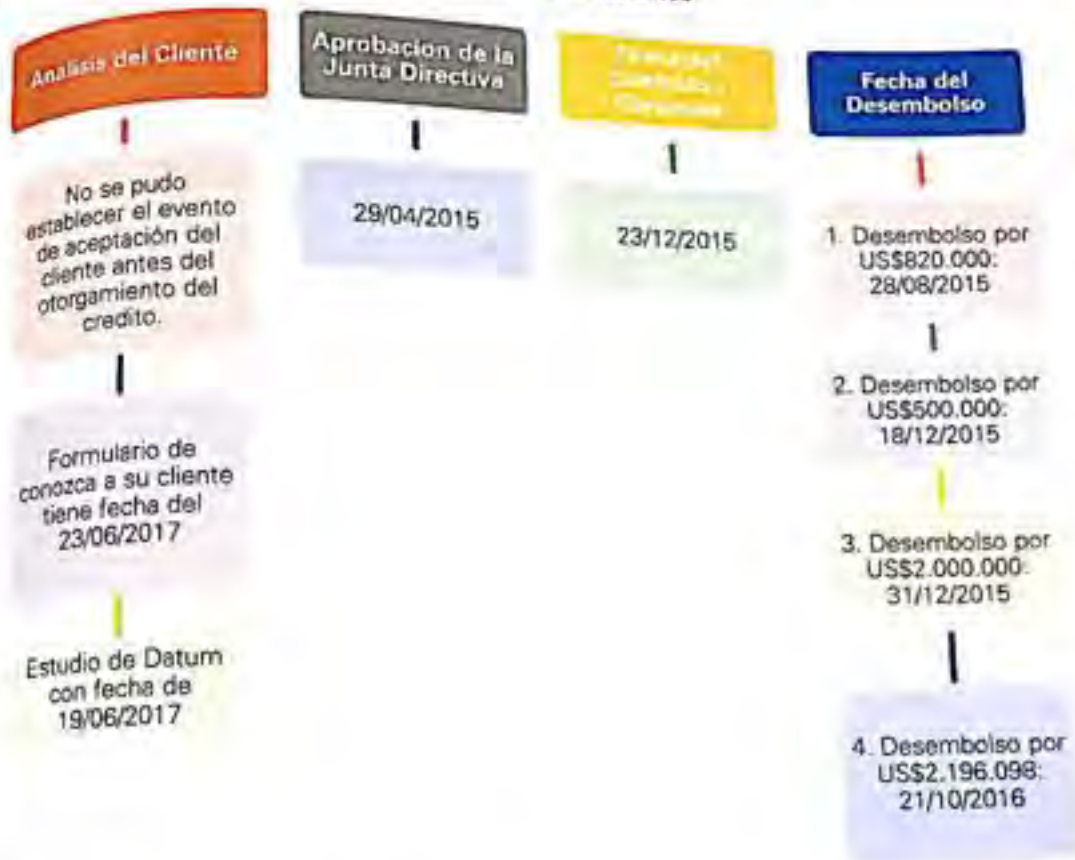 Analisis del Cliente
No se pudo
establecer el evento
de aceptación del
cliente antes del
otorgamiento del
credito.
Formulario de
conozca a su cliente
tiene fecha del
23/06/2017
Estudio de Datum
con fecha de
19/06/2017
Aprobacion de la
Junta Directiva
29/04/2015
23/12/2015
Fecha del
Desembolso
1. Desembolso por
US$820.000:
28/08/2015
2. Desembolso por
US$500.000:
18/12/2015
3. Desembolso por
US$2.000.000:
31/12/2015
4. Desembolso por
US$2.196.098:
21/10/2016